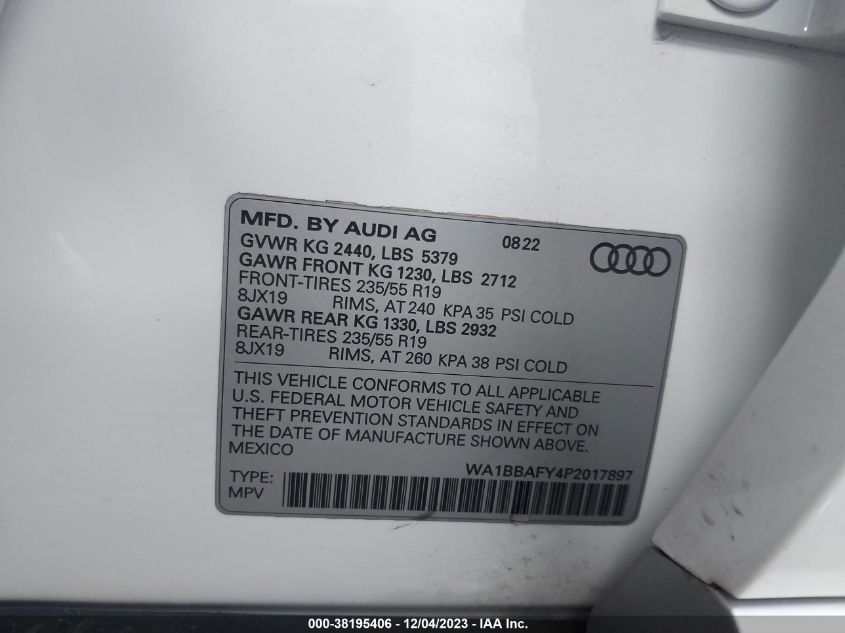 MFD. BY AUDI AG 08 22
GVWR KG 2440, LBS 5379
GAWR FRONT KG 1230, LBS 2712
FRONT-TIRES 235/55 R19
8JX19 RIMS, AT 240 KPA 35 PSI COLD
GAWR REAR KG 1330, LBS 2932
REAR-TIRES 235/55 R19
8JX19 RIMS, AT 260 KPA 38 PSI COLD
THIS VEHICLE CONFORMS TO ALL APPLICABLE
U.S. FEDERAL MOTOR VEHICLE SAFETY AND
THEFT PREVENTION STANDARDS IN EFFECT ON
THE DATE OF MANUFACTURE SHOWN ABOVE.
MEXICO
WA1BBAFY4P2017897
TYPE:
MPV
000-38195406 - 12/04/2023 - IAA Inc.